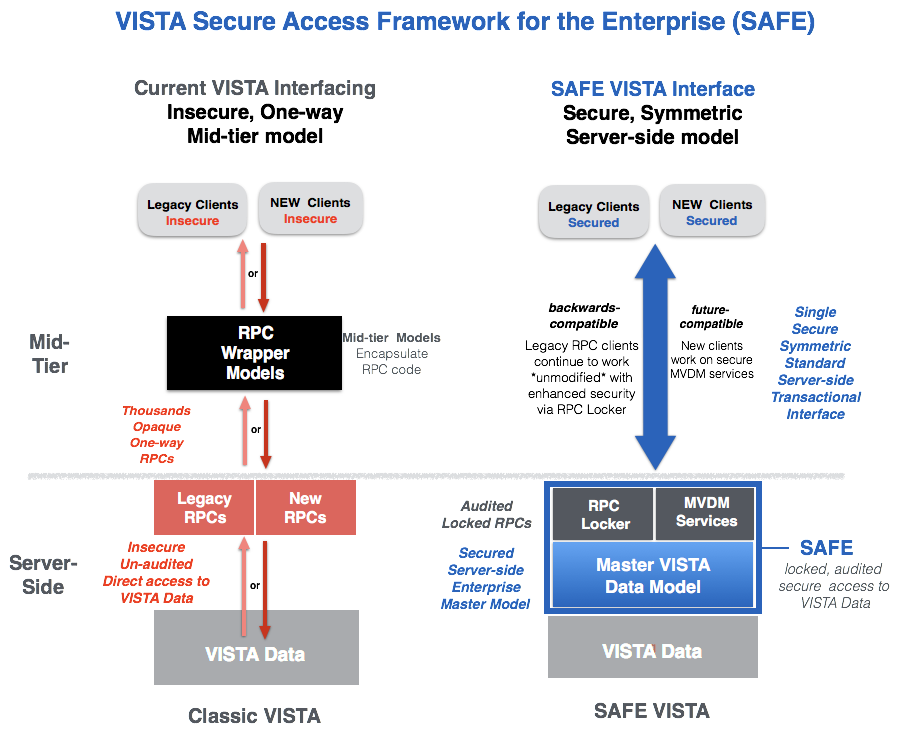 VISTA Secure Access Framework for the Enterprise (SAFE)
Current VISTA Interfacing
Insecure, One-way
Mid-tier model
Legacy Clients
Insecure
NEW Clients
Insecure
or
Mid-
Tier
RPC
Wrapper
Models
Mid-tier Models
Encapsulate
RPC code
Thousands
Opaque
One-way
RPCs
or
Server-
Side
Legacy
RPCs
New
RPCs
Insecure
Un-audited
Direct access to
VISTA Data
or
VISTA Data
Classic VISTA
SAFE VISTA Interface
Secure, Symmetric
Server-side model
Legacy Clients
Secured
NEW Clients
Secured
backwards-
compatible
Legacy RPC clients
continue to work
*unmodified* with
enhanced security
via RPC Locker
future-
compatible
New clients
work on secure
MVDM services
Single
Secure
Symmetric
Standard
Server-side
Transactional
Interface
Audited
Locked RPCs
Secured
Server-side
Enterprise
Master Model
RPC
Locker
MVDM
Services
Master VISTA
Data Model
SAFE
locked, audited
secure access to
VISTA Data
VISTA Data
SAFE VISTA